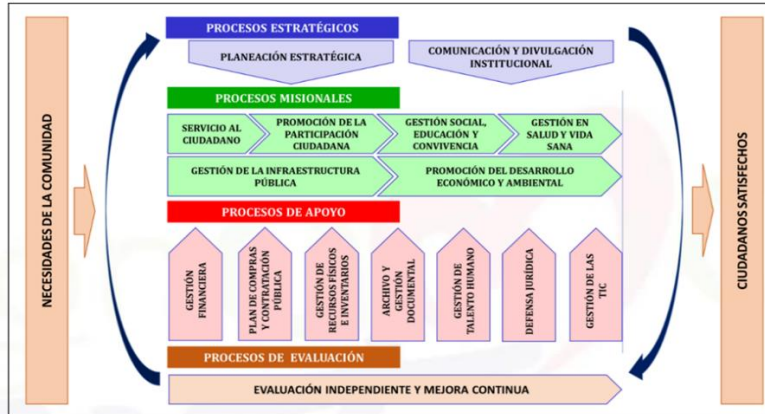 NECESIDADES DE LA COMUNIDAD
PROCESOS ESTRATÉGICOS
PLANEACIÓN ESTRATÉGICA
COMUNICACIÓN Y DIVULGACIÓN
INSTITUCIONAL
PROCESOS MISIONALES
SERVICIO AL
CIUDADANO
PROMOCIÓN DE LA
PARTICIPACIÓN
CIUDADANA
GESTIÓN SOCIAL,
EDUCACIÓN Y
CONVIVENCIA
GESTIÓN EN
SALUD Y VIDA
SANA
GESTIÓN DE LA INFRAESTRUCTURA
PÚBLICA
PROMOCIÓN DEL DESARROLLO
ECONÓMICO Y AMBIENTAL
PROCESOS DE APOYO
GESTIÓN
FINANCIERA
PLAN DE COMPRAS
Y CONTRATACIÓN
PÚBLICA
GESTIÓN DE
RECURSOS FÍSICOS
E INVENTARIOS
ARCHIVO Y
GESTIÓN
DOCUMENTAL
GESTIÓN DE
TALENTO HUMANO
DEFENSA JURÍDICA
GESTIÓN DE LAS
TIC
PROCESOS DE EVALUACIÓN
EVALUACIÓN INDEPENDIENTE Y MEJORA CONTINUA
CIUDADANOS SATISFECHOS